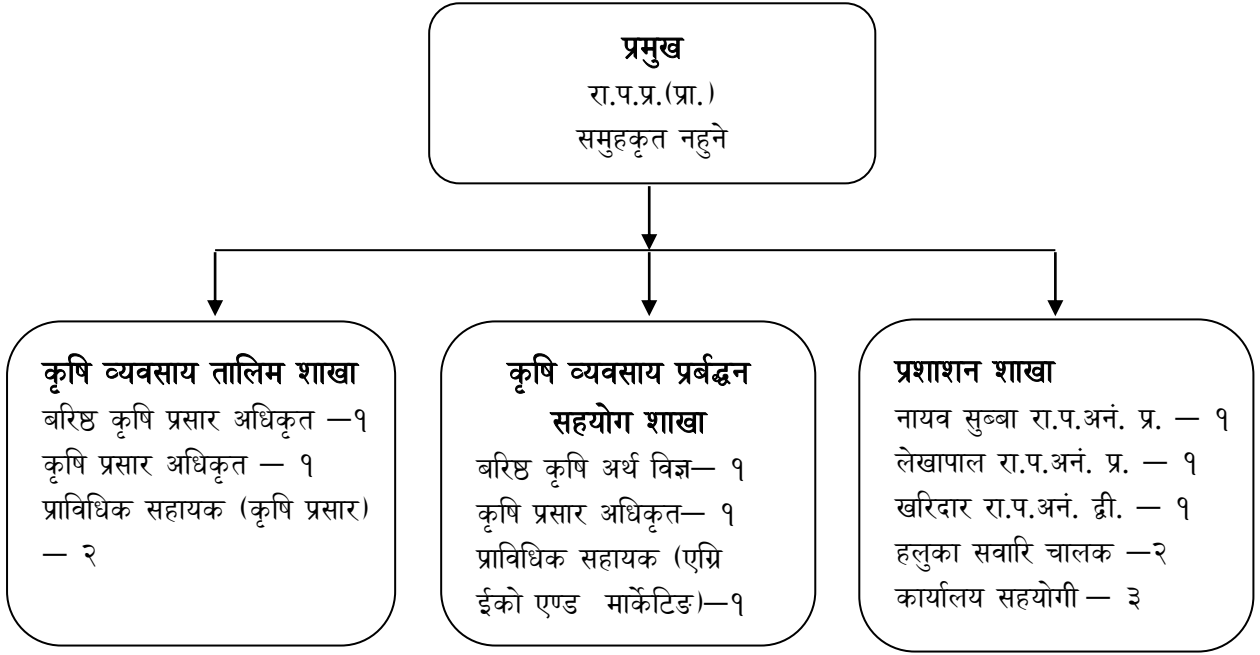 प्रमुख
रा.प.प्र.(प्रा.)
समुहकृत नहुने
कृषि व्यवसाय तालिम शाखा
बरिष्ठ कृषि प्रसार अधिकृत —१
कृषि प्रसार अधिकृत — १
प्राविधिक सहायक (कृषि प्रसार)
— २
कृषि व्यवसाय प्रर्बद्धन
सहयोग शाखा
बरिष्ठ कृषि अर्थ विज्ञ— १
कृषि प्रसार अधिकृत— १
प्राविधिक सहायक (एग्रि
ईको एण्ड मार्केटिङ)—१
प्रशाशन शाखा
नायव सुब्बा रा.प.अनं. प्र. — १
लेखापाल रा.प.अनं. प्र. — १
खरिदार रा.प.अनं. द्वी. — १
हलुका सवारि चालक —२
कार्यालय सहयोगी — ३